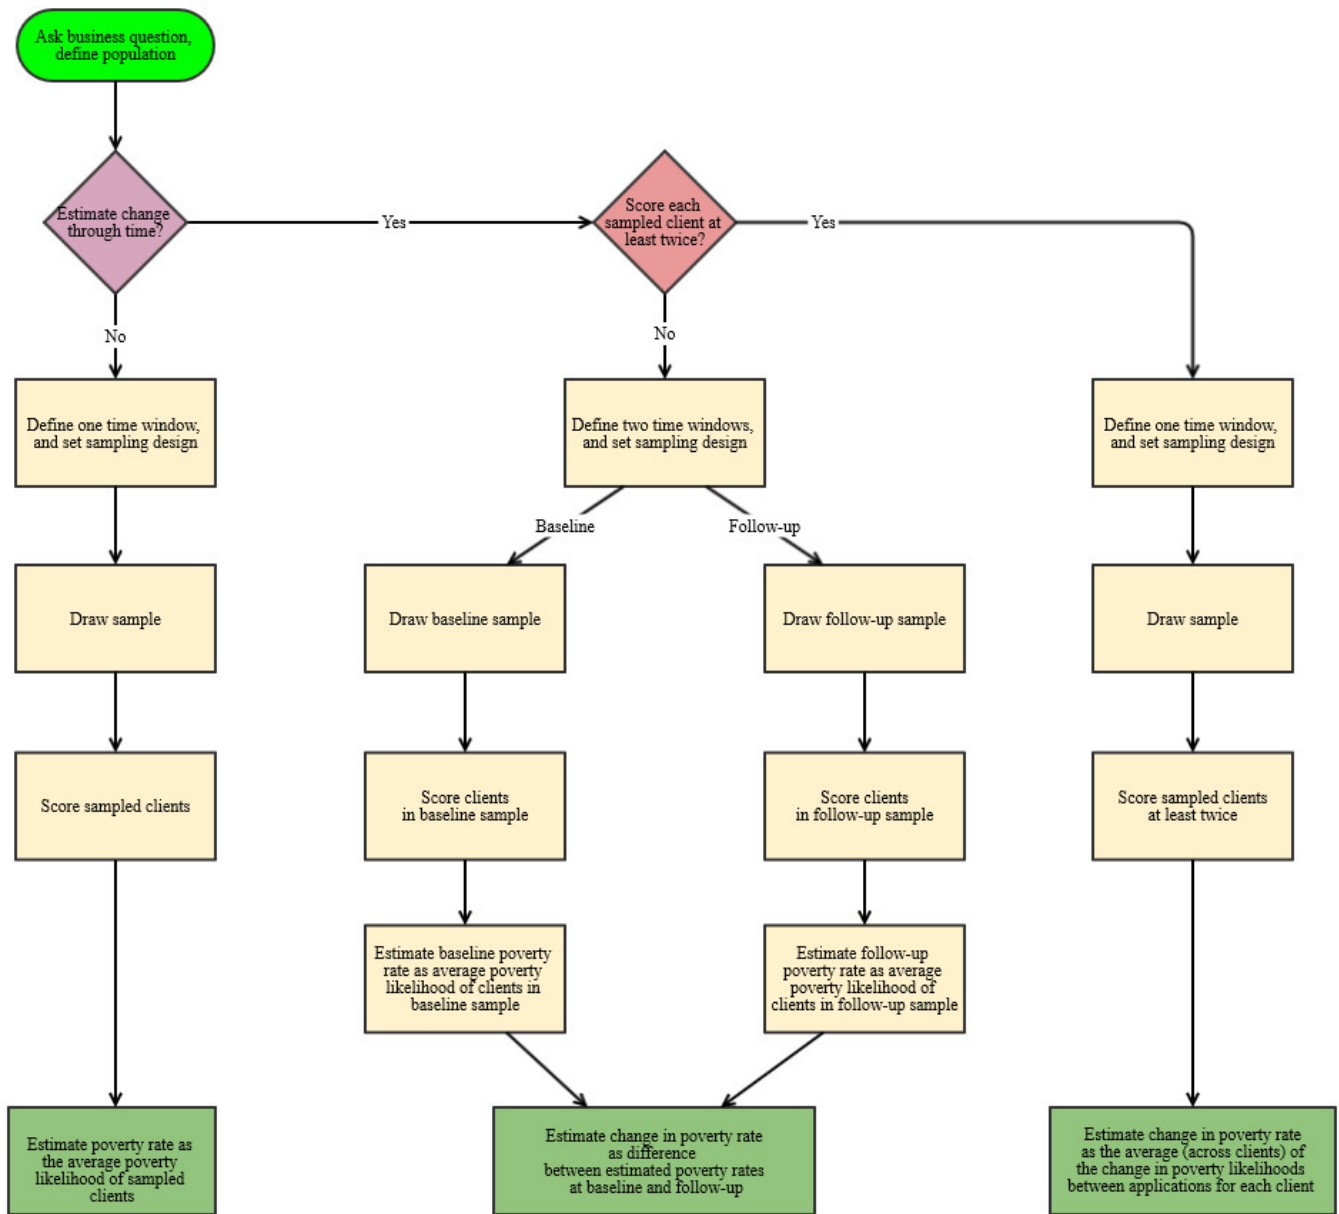 Ask business question,
define population
Estimate change
through time?
Yes
Score each
sampled client at
least twice?
Yes
No
No
Define one time window,
and set sampling design
Define two time windows,
and set sampling design
Define one time window,
and set sampling design
Baseline
Follow-up
Draw sample
Draw baseline sample
Draw follow-up sample
Draw sample
Score sampled clients
Score clients
in baseline sample
Score clients
in follow-up sample
Score sampled clients
at least twice
Estimate baseline poverty
rate as average poverty
likelihood of clients in
baseline sample
Estimate follow-up
poverty rate as average
poverty likelihood of
clients in follow-up sample
Estimate poverty rate as
the average poverty
likelihood of sampled
clients
Estimate change in poverty rate
as difference
between estimated poverty rates
at baseline and follow-up
Estimate change in poverty rate
as the average (across clients) of
the change in poverty likelihoods
between applications for each client